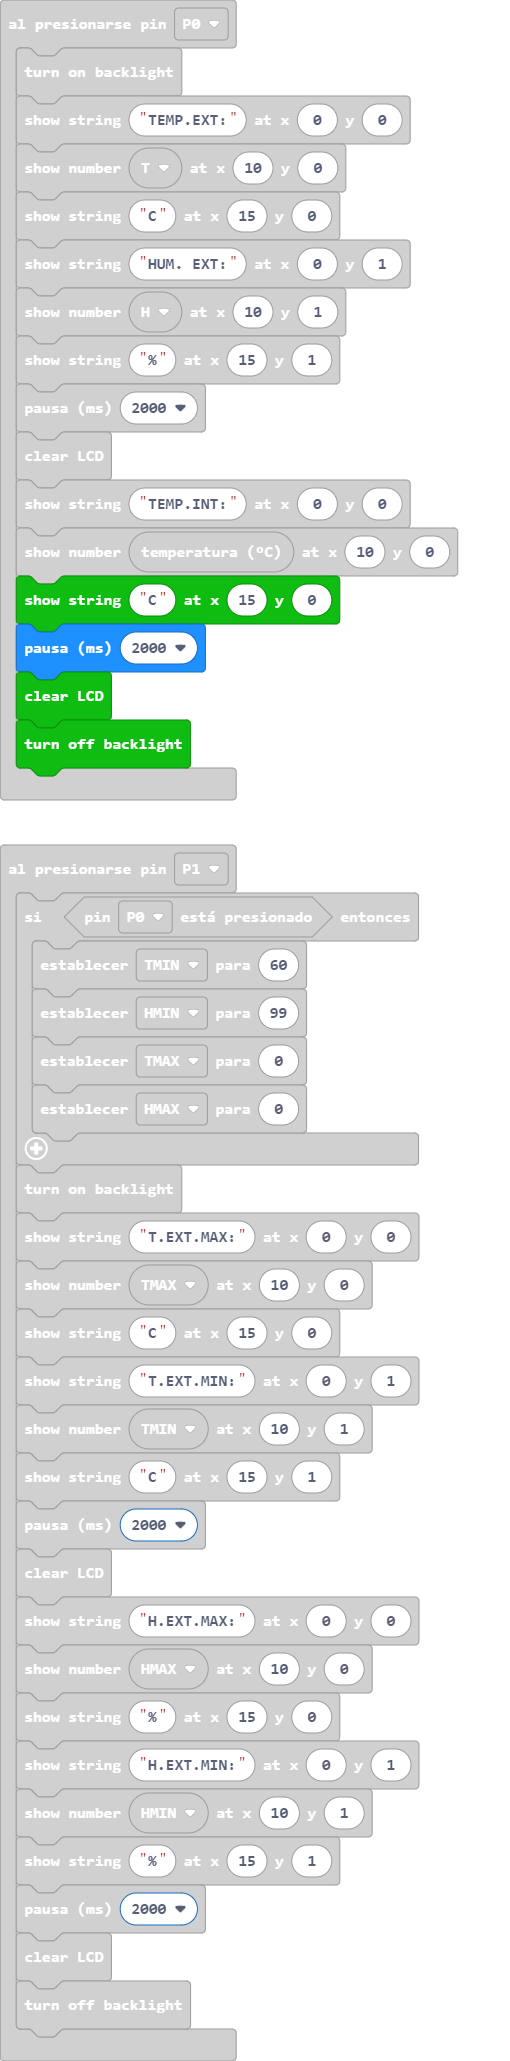 al presionarse pin P0
turn on backlight
show string "TEMP.EXT:" at x 0 y 0
show number T at x 10 y 0
show string "C" at x 15 y 0
show string "HUM. EXT:" at x 0 y 1
show number H at x 10 y 1
show string "%" at x 15 y 1
pausa (ms) 2000
clear LCD
show string "TEMP.INT:" at x 0 y 0
show number temperatura (ºC) at x 10 y 0
show string "C" at x 15 y 0
pausa (ms) 2000
clear LCD
turn off backlight
al presionarse pin P1
si pin P0 está presionado entonces
establecer TMIN para 60
establecer HMIN para 99
establecer TMAX para 0
establecer HMAX para 0
turn on backlight
show string "T.EXT.MAX:" at x 0 y 0
show number TMAX at x 10 y 0
show string "C" at x 15 y 0
show string "T.EXT.MIN:" at x 0 y 1
show number TMIN at x 10 y 1
show string "C" at x 15 y 1
pausa (ms) 2000
clear LCD
show string "H.EXT.MAX:" at x 0 y 0
show number HMAX at x 10 y 0
show string "%" at x 15 y 0
show string "H.EXT.MIN:" at x 0 y 1
show number HMIN at x 10 y 1
show string "%" at x 15 y 1
pausa (ms) 2000
clear LCD
turn off backlight